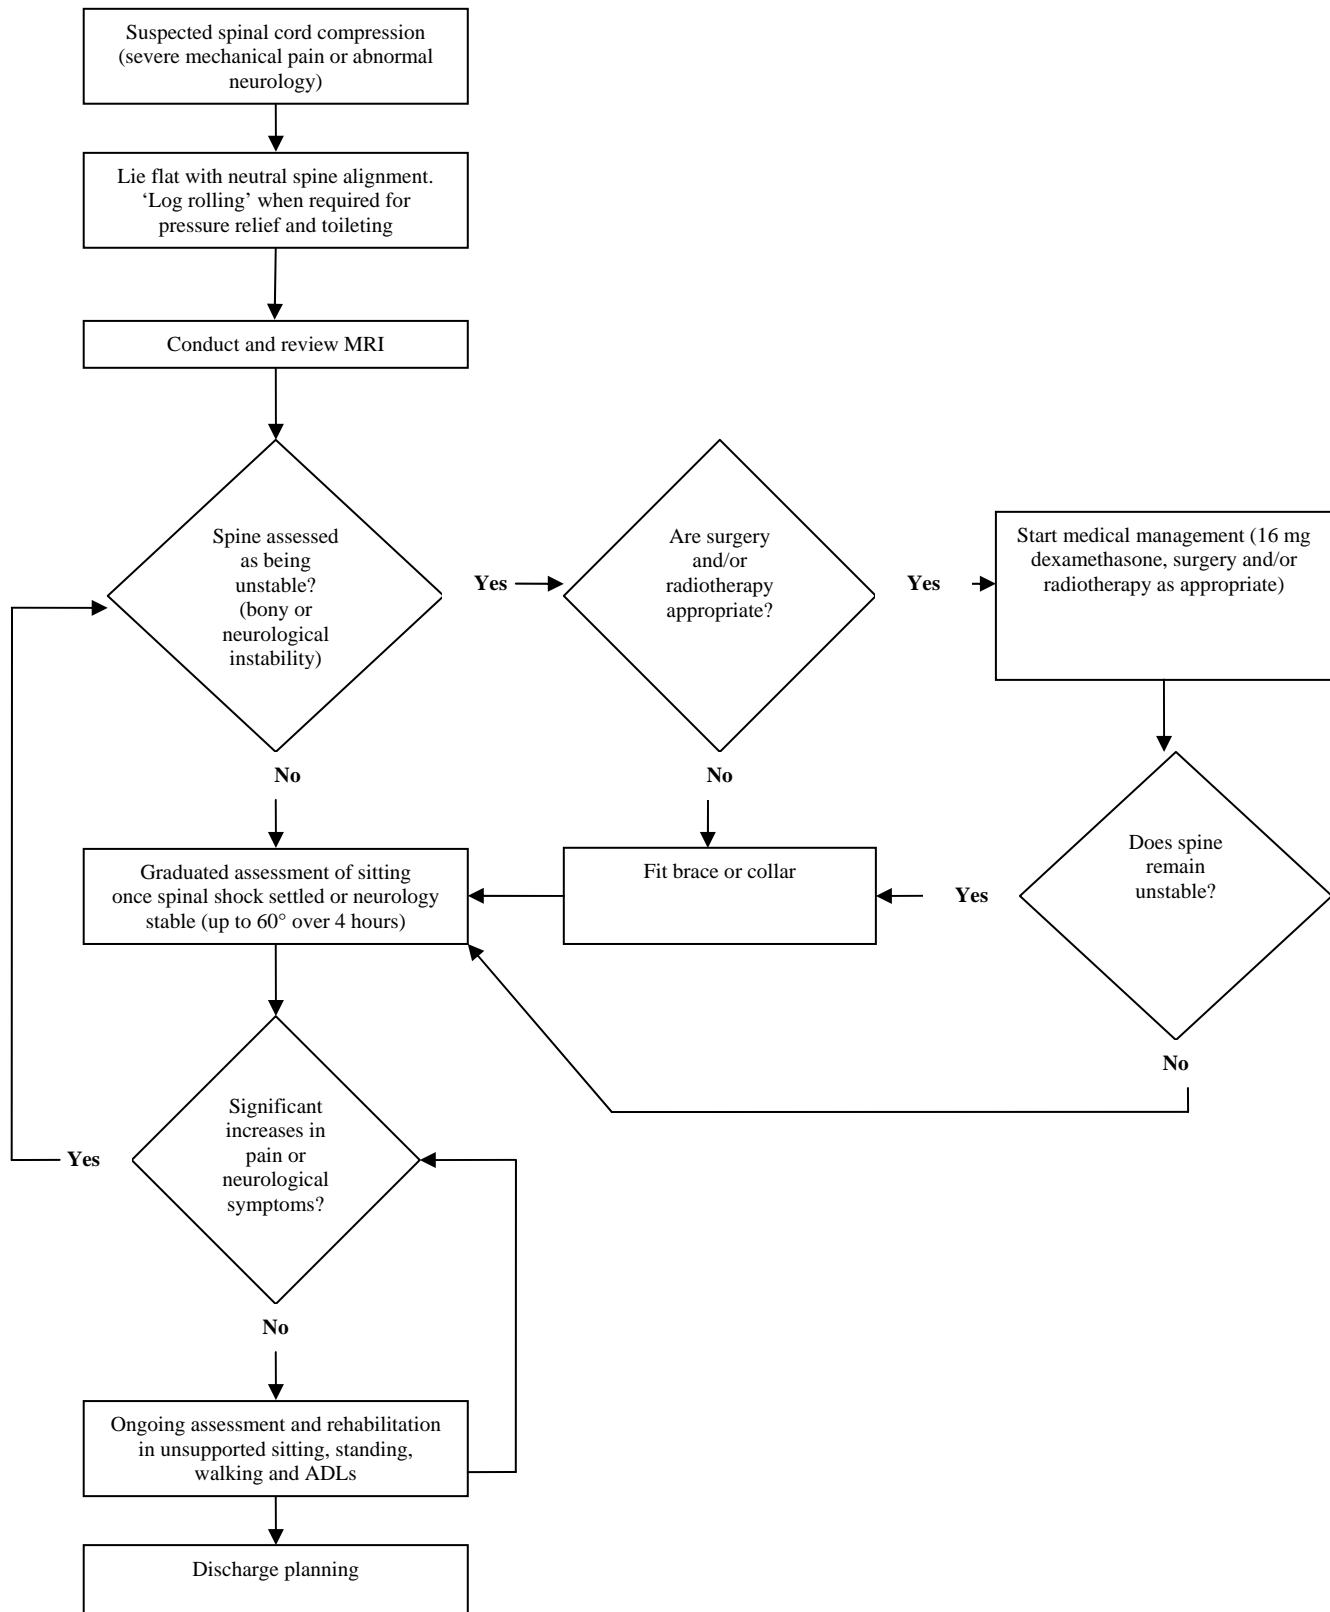 Suspected spinal cord compression
(severe mechanical pain or abnormal
neurology)
Lie flat with neutral spine alignment.
‘Log rolling’ when required for
pressure relief and toileting
Conduct and review MRI
Spine assessed
as being
unstable?
(bony or
neurological
instability)
Yes
Are surgery
and/or
radiotherapy
appropriate?
Yes
Start medical management (16 mg
dexamethasone, surgery and/or
radiotherapy as appropriate)
No
No
Graduated assessment of sitting
once spinal shock settled or neurology
stable (up to 60° over 4 hours)
Fit brace or collar
Yes
Does spine
remain
unstable?
No
Significant
increases in
pain or
neurological
symptoms?
Yes
No
Ongoing assessment and rehabilitation
in unsupported sitting, standing,
walking and ADLs
Discharge planning